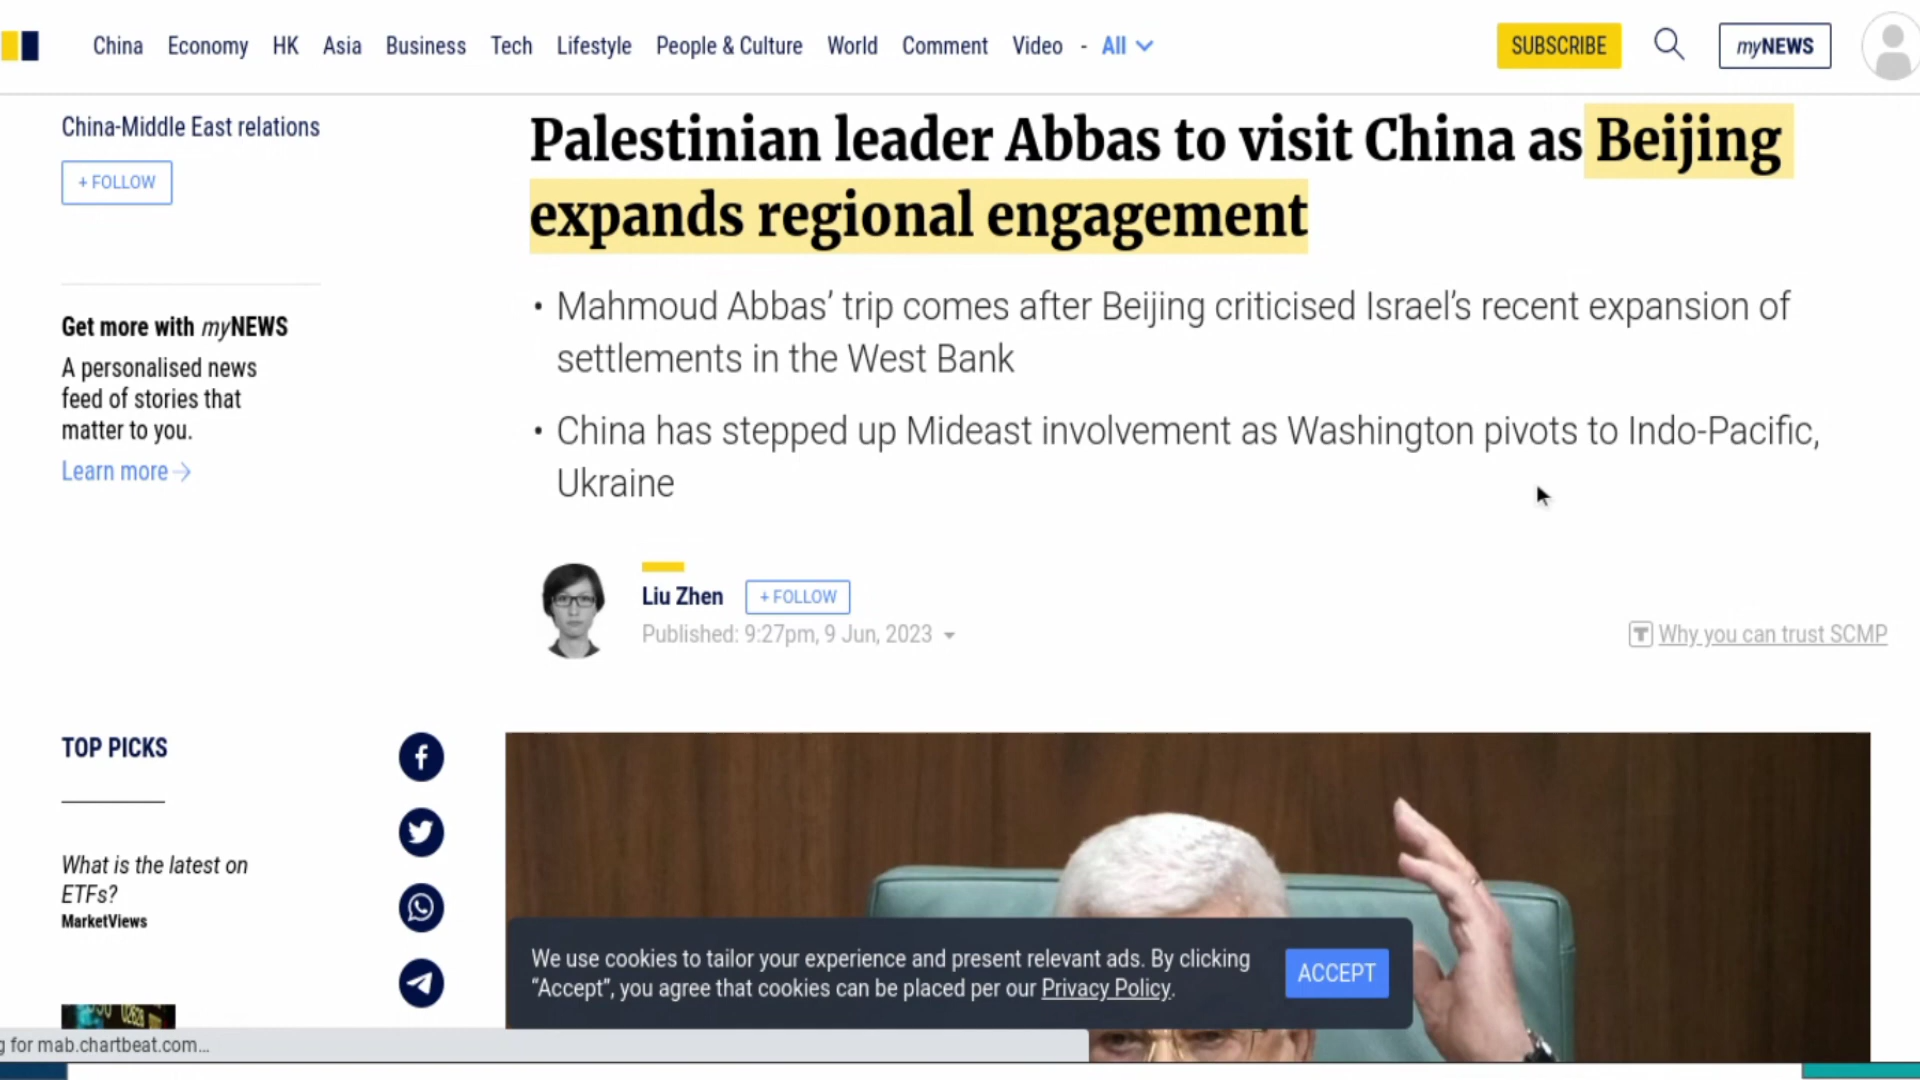 China Economy HK Asia Business Tech Lifestyle People & Culture World Comment Video - All
SUBSCRIBE
myNEWS
China-Middle East relations
+ FOLLOW
Palestinian leader Abbas to visit China as Beijing
expands regional engagement
• Mahmoud Abbas’ trip comes after Beijing criticised Israel’s recent expansion of
settlements in the West Bank
• China has stepped up Mideast involvement as Washington pivots to Indo-Pacific,
Ukraine
Get more with myNEWS
A personalised news
feed of stories that
matter to you.
Learn more
Liu Zhen
+ FOLLOW
Published: 9:27pm, 9 Jun, 2023
Why you can trust SCMP
TOP PICKS
What is the latest on
ETFs?
MarketViews
We use cookies to tailor your experience and present relevant ads. By clicking
“Accept”, you agree that cookies can be placed per our Privacy Policy.
ACCEPT
g for mab.chartbeat.com...